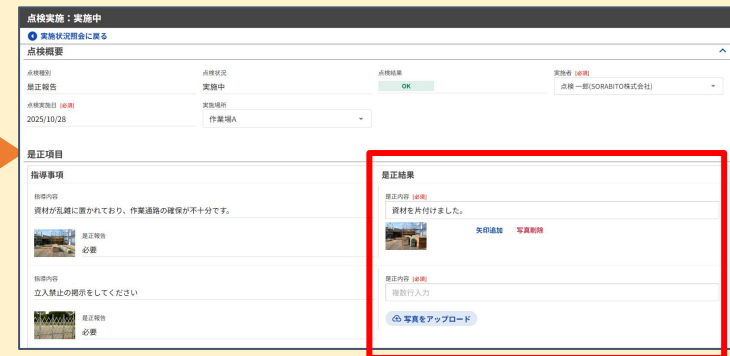 点検実施：実施中
実施状況照会に戻る
点検概要
点検種別
是正報告
点検状況
実施中
点検結果
OK
実施者 [必須]
点検 一郎(SORABITO株式会社)
点検実施日 [必須]
2025/10/28
実施場所
作業場A
是正項目
指導事項
指導内容
資材が乱雑に置かれており、作業通路の確保が不十分です。
是正報告
必要
指導内容
立入禁止の掲示をしてください
是正報告
必要
是正結果
是正内容 [必須]
資材を片付けました。
矢印追加 写真削除
是正内容 [必須]
複数行入力
写真をアップロード